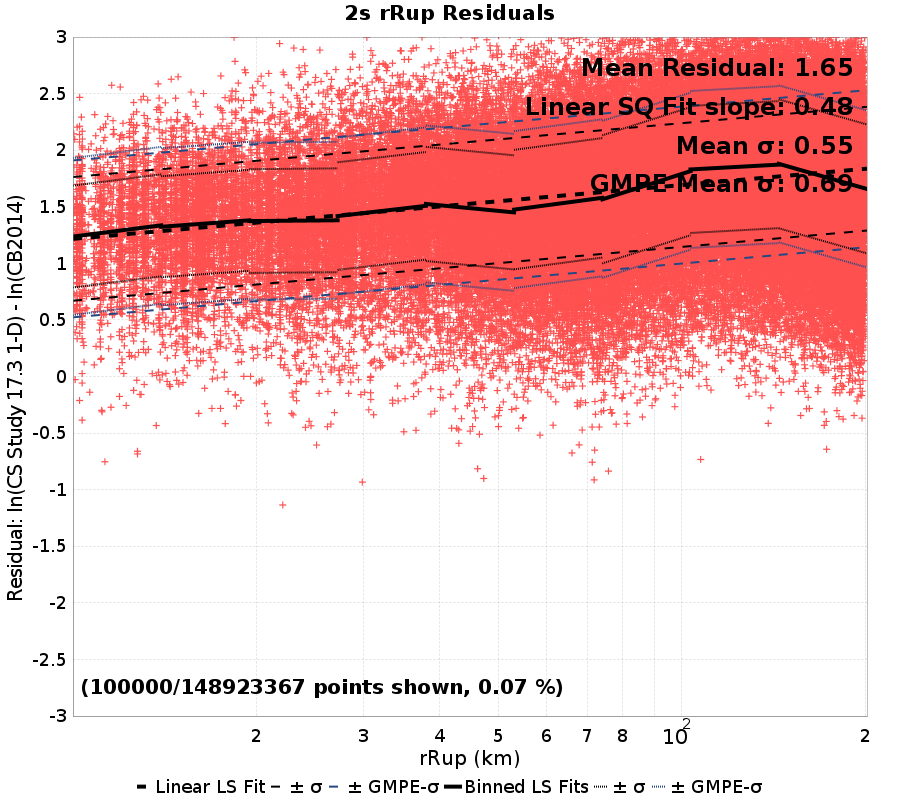 2s rRup Residuals
3
2.5
2
1.5
1
0.5
0
-0.5
-1
-1.5
-2
-2.5
-3
Residual: ln(CS Study 17.3 1-D) - ln(CB2014)
Mean Residual: 1.65
Linear SQ Fit slope: 0.48
Mean σ: 0.55
GMPE Mean σ: 0.69
(100000/148923367 points shown, 0.07 %)
2 3 4 5 6 7 8 10² 2
rRup (km)
Linear LS Fit ± σ ± GMPE-σ Binned LS Fits ± σ ± GMPE-σ